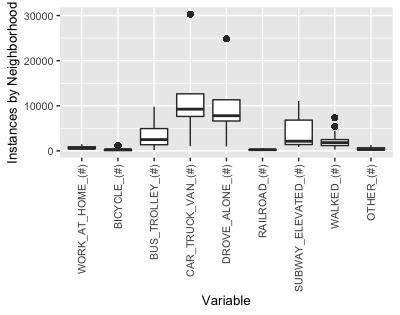 Instances by Neighborhood
30000
20000
10000
0
WORK_AT_HOME_(#)
BICYCLE_(#)
BUS_TROLLEY_(#)
CAR_TRUCK_VAN_(#)
DROVE_ALONE_(#)
RAILROAD_(#)
SUBWAY_ELEVATED_(#)
WALKED_(#)
OTHER_(#)
Variable